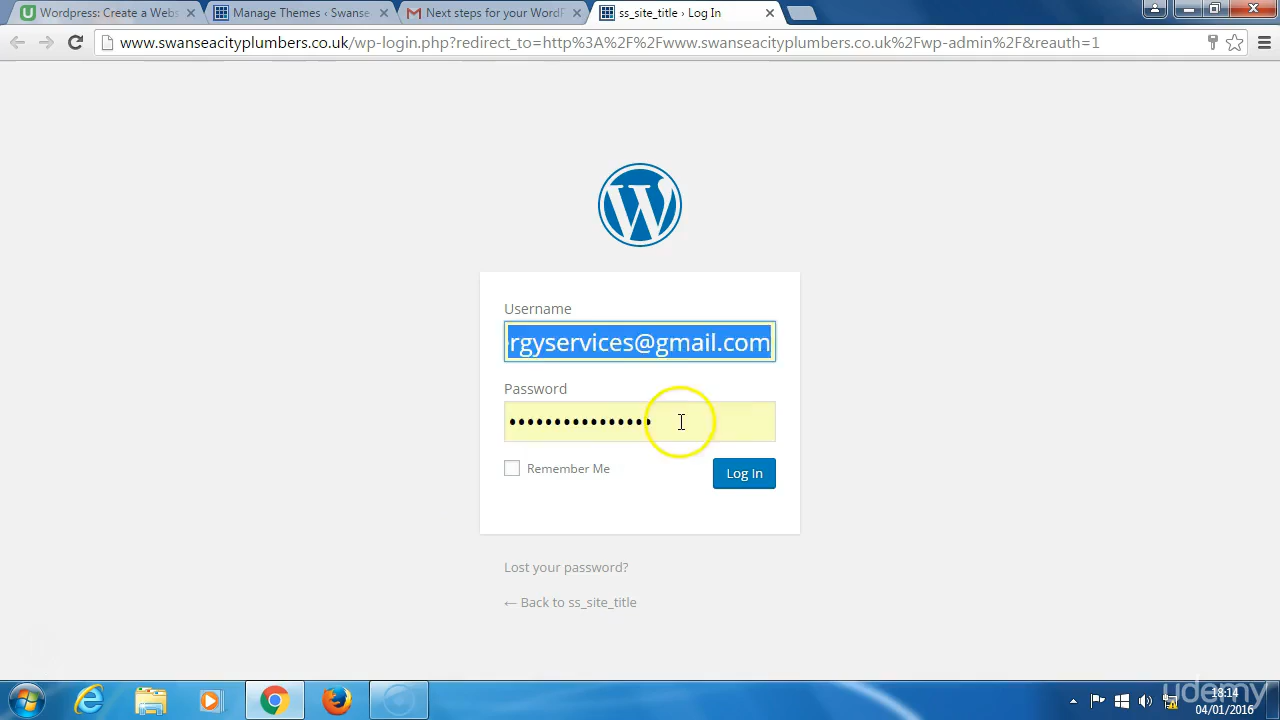 Wordpress: Create a Webs
Manage Themes ‹ Swanse
Next steps for your WordP
ss_site_title › Log In
www.swanseacityplumbers.co.uk/wp-login.php?redirect_to=http%3A%2F%2Fwww.swanseacityplumbers.co.uk%2Fwp-admin%2F&reauth=1
Username
rgyservices@gmail.com
Password
Remember Me
Log In
Lost your password?
← Back to ss_site_title
udemy
18:14
04/01/2016